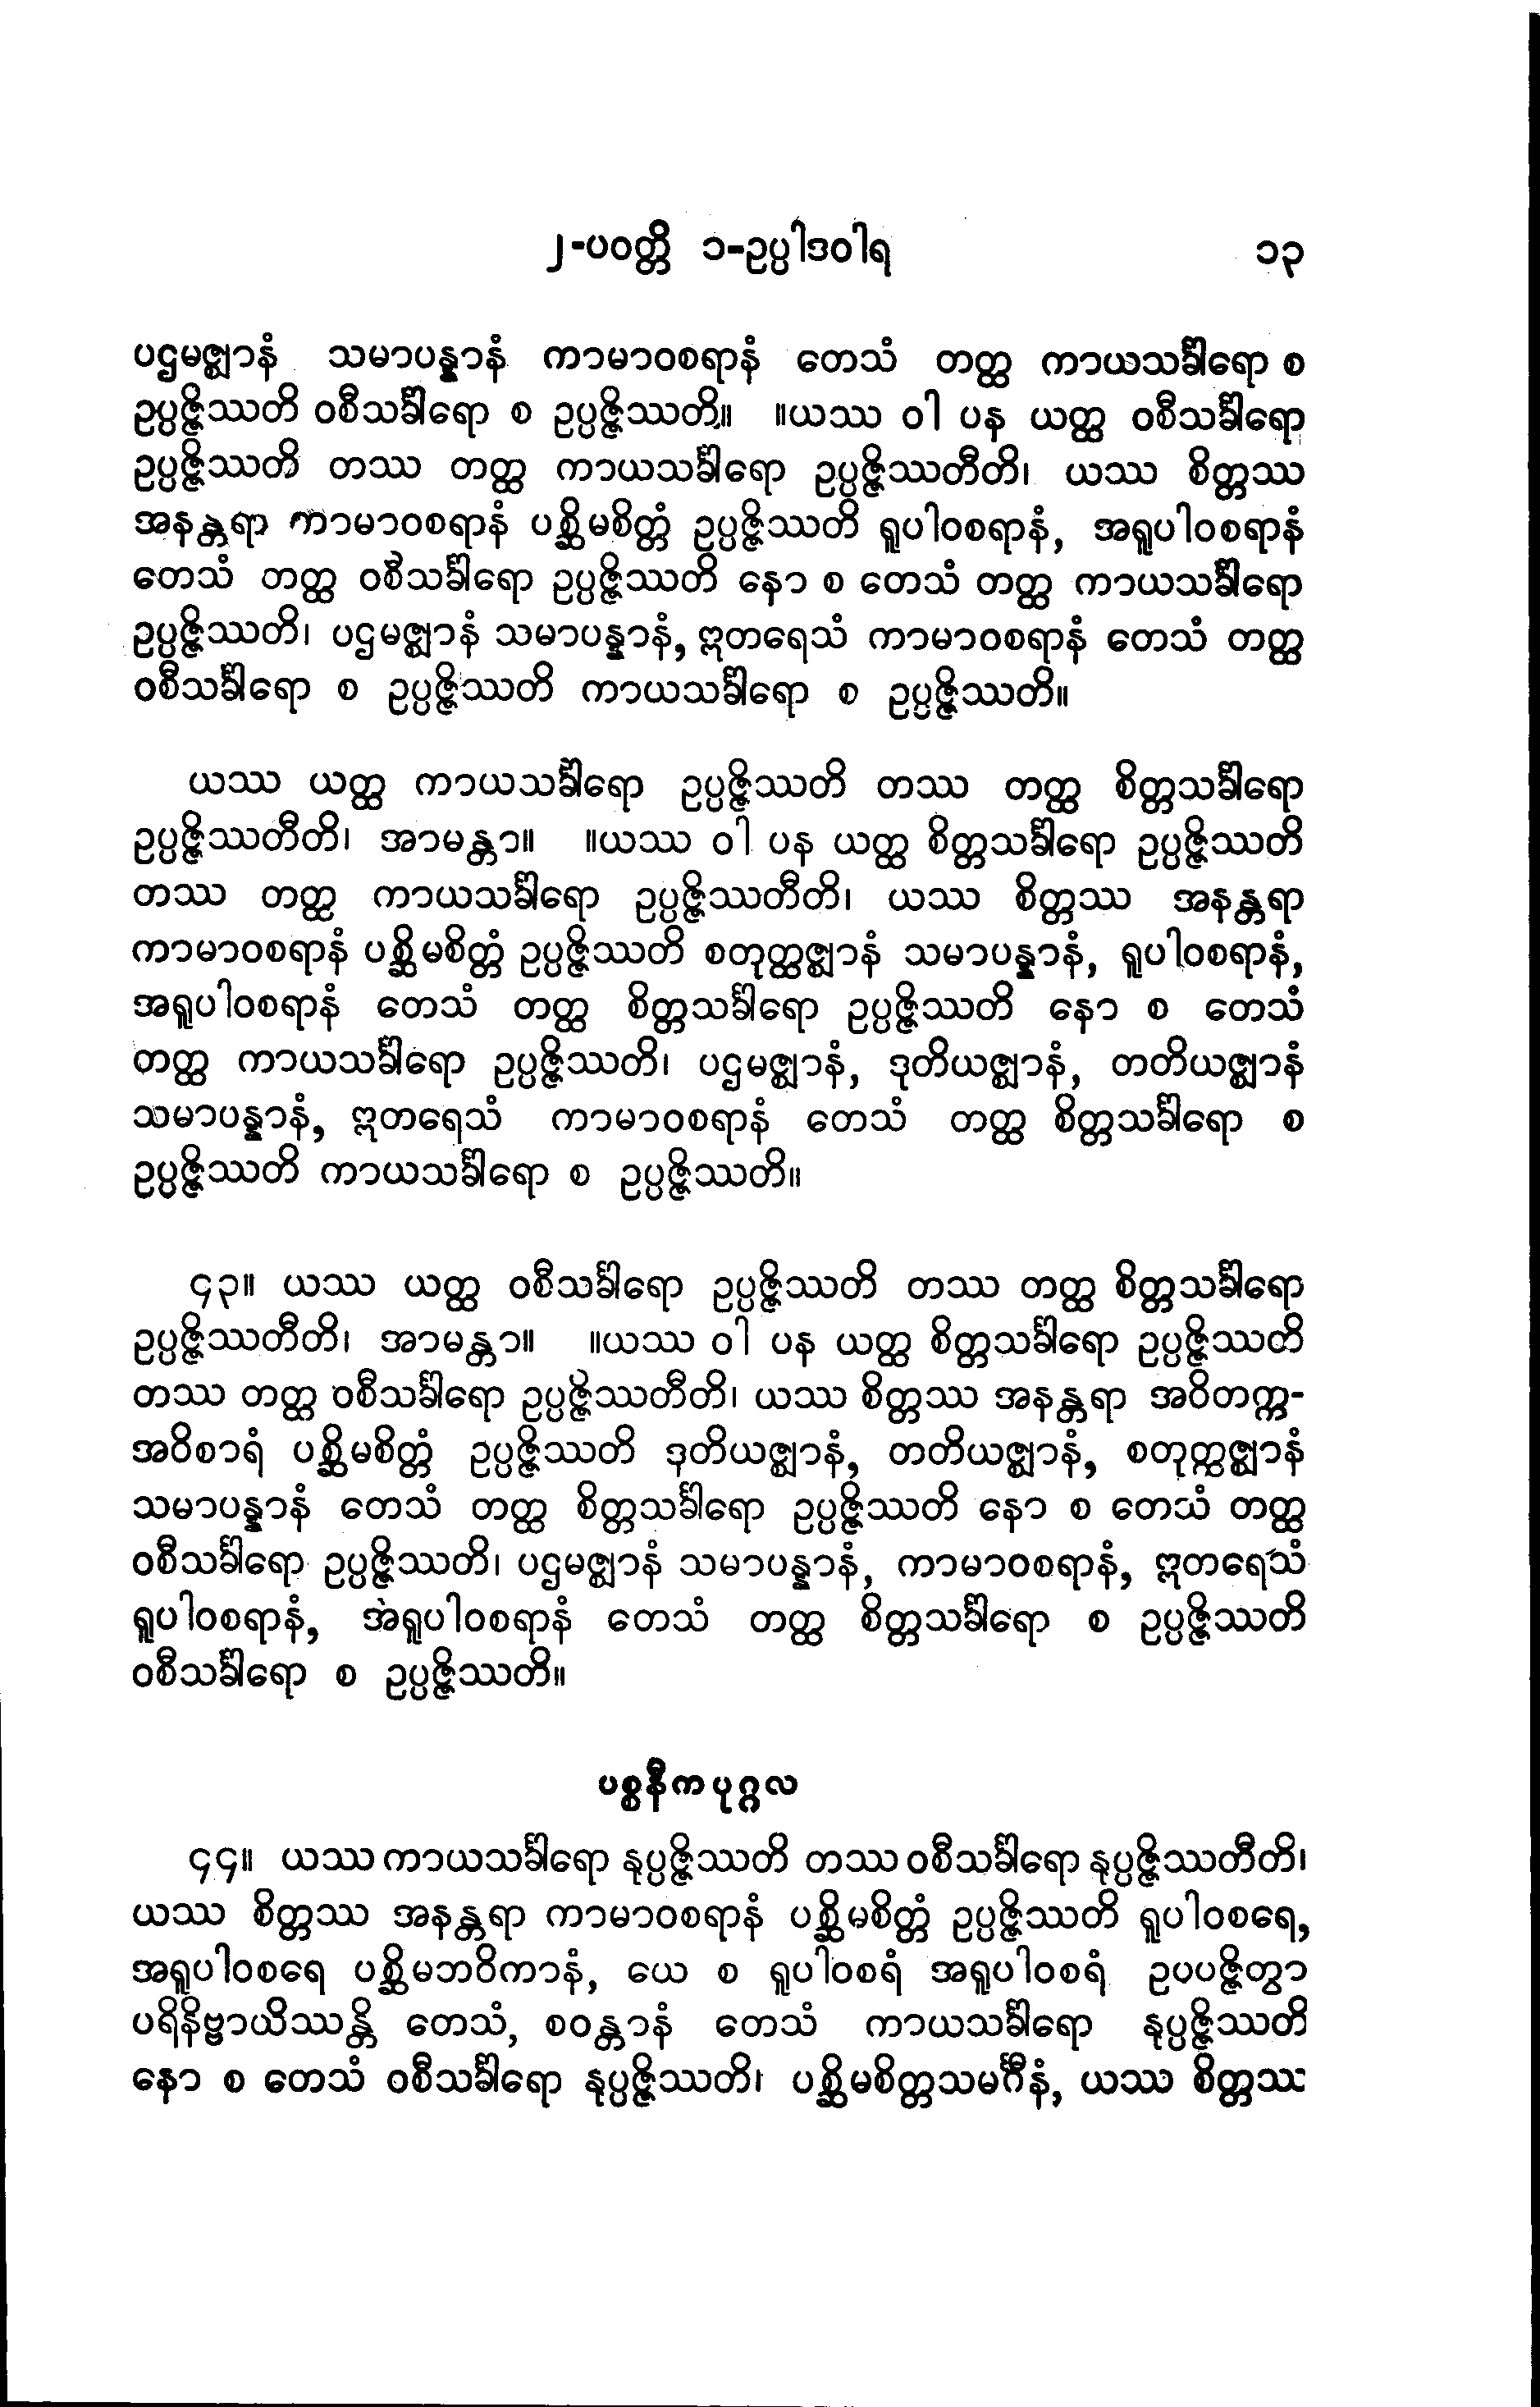 ၂-ပဝတ္တိ ၁-ဥပ္ပါဒဝါရ ၁၃
ပဌမဇ္ဈာနံ သမာပန္နာနံ ကာမာဝစရာနံ တေသံ တတ္ထ ကာယသင်္ခါရော စ
ဥပ္ပဇ္ဇိဿတိ ဝစီသင်္ခါရော စ ဥပ္ပဇ္ဇိဿတိ။ ။ယဿ ဝါ ပန ယတ္ထ ဝစီသင်္ခါရော
ဥပ္ပဇ္ဇိဿတိ တဿ တတ္ထ ကာယသင်္ခါရော ဥပ္ပဇ္ဇိဿတီတိ၊ ယဿ စိတ္တဿ
အနန္တရာ ကာမာဝစရာနံ ပစ္ဆိမစိတ္တံ ဥပ္ပဇ္ဇိဿတိ ရူပါဝစရာနံ, အရူပါဝစရာနံ
တေသံ တတ္ထ ဝစီသင်္ခါရော ဥပ္ပဇ္ဇိဿတိ နော စ တေသံ တတ္ထ ကာယသင်္ခါရော
ဥပ္ပဇ္ဇိဿတိ၊ ပဌမဇ္ဈာနံ သမာပန္နာနံ, ဣတရေသံ ကာမာဝစရာနံ တေသံ တတ္ထ
ဝစီသင်္ခါရော စ ဥပ္ပဇ္ဇိဿတိ ကာယသင်္ခါရော စ ဥပ္ပဇ္ဇိဿတိ။
ယဿ ယတ္ထ ကာယသင်္ခါရော ဥပ္ပဇ္ဇိဿတိ တဿ တတ္ထ စိတ္တသင်္ခါရော
ဥပ္ပဇ္ဇိဿတီတိ၊ အာမန္တာ။ ။ယဿ ဝါ ပန ယတ္ထ စိတ္တသင်္ခါရော ဥပ္ပဇ္ဇိဿတိ
တဿ တတ္ထ ကာယသင်္ခါရော ဥပ္ပဇ္ဇိဿတီတိ၊ ယဿ စိတ္တဿ အနန္တရာ
ကာမာဝစရာနံ ပစ္ဆိမစိတ္တံ ဥပ္ပဇ္ဇိဿတိ စတုတ္ထဇ္ဈာနံ သမာပန္နာနံ, ရူပါဝစရာနံ,
အရူပါဝစရာနံ တေသံ တတ္ထ စိတ္တသင်္ခါရော ဥပ္ပဇ္ဇိဿတိ နော စ တေသံ
တတ္ထ ကာယသင်္ခါရော ဥပ္ပဇ္ဇိဿတိ၊ ပဌမဇ္ဈာနံ, ဒုတိယဇ္ဈာနံ, တတိယဇ္ဈာနံ
သမာပန္နာနံ, ဣတရေသံ ကာမာဝစရာနံ တေသံ တတ္ထ စိတ္တသင်္ခါရော စ
ဥပ္ပဇ္ဇိဿတိ ကာယသင်္ခါရော စ ဥပ္ပဇ္ဇိဿတိ။
၄၃။ ယဿ ယတ္ထ ဝစီသင်္ခါရော ဥပ္ပဇ္ဇိဿတိ တဿ တတ္ထ စိတ္တသင်္ခါရော
ဥပ္ပဇ္ဇိဿတီတိ၊ အာမန္တာ။ ။ယဿ ဝါ ပန ယတ္ထ စိတ္တသင်္ခါရော ဥပ္ပဇ္ဇိဿတိ
တဿ တတ္ထ ဝစီသင်္ခါရော ဥပ္ပဇ္ဇိဿတီတိ၊ ယဿ စိတ္တဿ အနန္တရာ အဝိတက္က-
အဝိစာရံ ပစ္ဆိမစိတ္တံ ဥပ္ပဇ္ဇိဿတိ ဒုတိယဇ္ဈာနံ, တတိယဇ္ဈာနံ, စတုတ္ထဇ္ဈာနံ
သမာပန္နာနံ တေသံ တတ္ထ စိတ္တသင်္ခါရော ဥပ္ပဇ္ဇိဿတိ နော စ တေသံ တတ္ထ
ဝစီသင်္ခါရော ဥပ္ပဇ္ဇိဿတိ၊ ပဌမဇ္ဈာနံ သမာပန္နာနံ, ကာမာဝစရာနံ, ဣတရေသံ
ရူပါဝစရာနံ, အရူပါဝစရာနံ တေသံ တတ္ထ စိတ္တသင်္ခါရော စ ဥပ္ပဇ္ဇိဿတိ
ဝစီသင်္ခါရော စ ဥပ္ပဇ္ဇိဿတိ။
ပစ္စနီကပုဂ္ဂလ
၄၄။ ယဿ ကာယသင်္ခါရော နုပ္ပဇ္ဇိဿတိ တဿ ဝစီသင်္ခါရော နုပ္ပဇ္ဇိဿတီတိ၊
ယဿ စိတ္တဿ အနန္တရာ ကာမာဝစရာနံ ပစ္ဆိမစိတ္တံ ဥပ္ပဇ္ဇိဿတိ ရူပါဝစရေ,
အရူပါဝစရေ ပစ္ဆိမဘဝိကာနံ, ယေ စ ရူပါဝစရံ အရူပါဝစရံ ဥပပဇ္ဇိတွာ
ပရိနိဗ္ဗာယိဿန္တိ တေသံ, စဝန္တာနံ တေသံ ကာယသင်္ခါရော နုပ္ပဇ္ဇိဿတိ
နော စ တေသံ ဝစီသင်္ခါရော နုပ္ပဇ္ဇိဿတိ၊ ပစ္ဆိမစိတ္တသမင်္ဂီနံ, ယဿ စိတ္တဿ